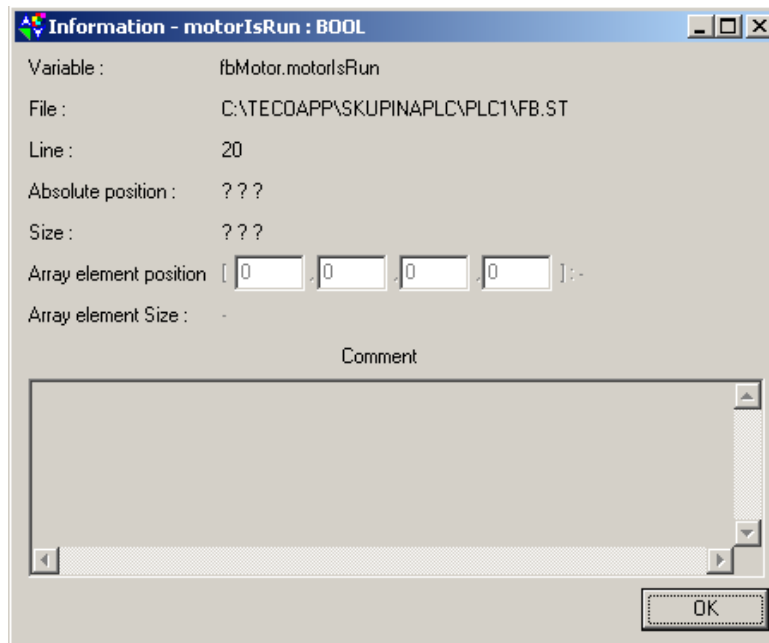 Information - motorIsRun : BOOL
Variable : fbMotor.motorIsRun
File : C:\TECOAPP\SKUPINAPLC\PLC1\FB.ST
Line : 20
Absolute position : ? ? ?
Size : ? ? ?
Array element position [ 0 , 0 , 0 , 0 ] : -
Array element Size : -
Comment
OK